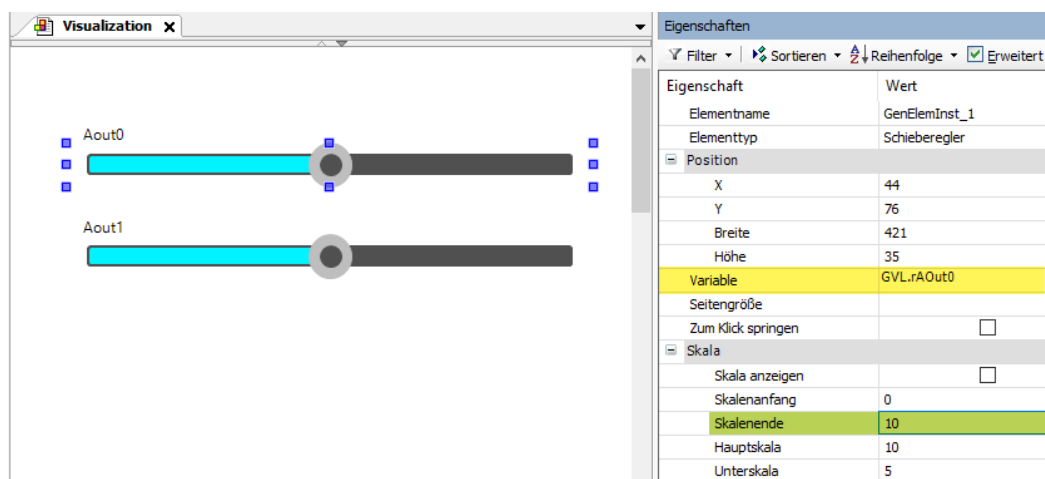 Visualization
Aout0
Aout1
Eigenschaften
Filter Sortieren Reihenfolge Erweitert
Eigenschaft Wert
Elementname GenElemInst_1
Elementtyp Schieberegler
Position
X 44
Y 76
Breite 421
Höhe 35
Variable GVL.rAOut0
Seitengröße
Zum Klick springen
Skala
Skala anzeigen
Skalenanfang 0
Skalenende 10
Hauptskala 10
Unterskala 5